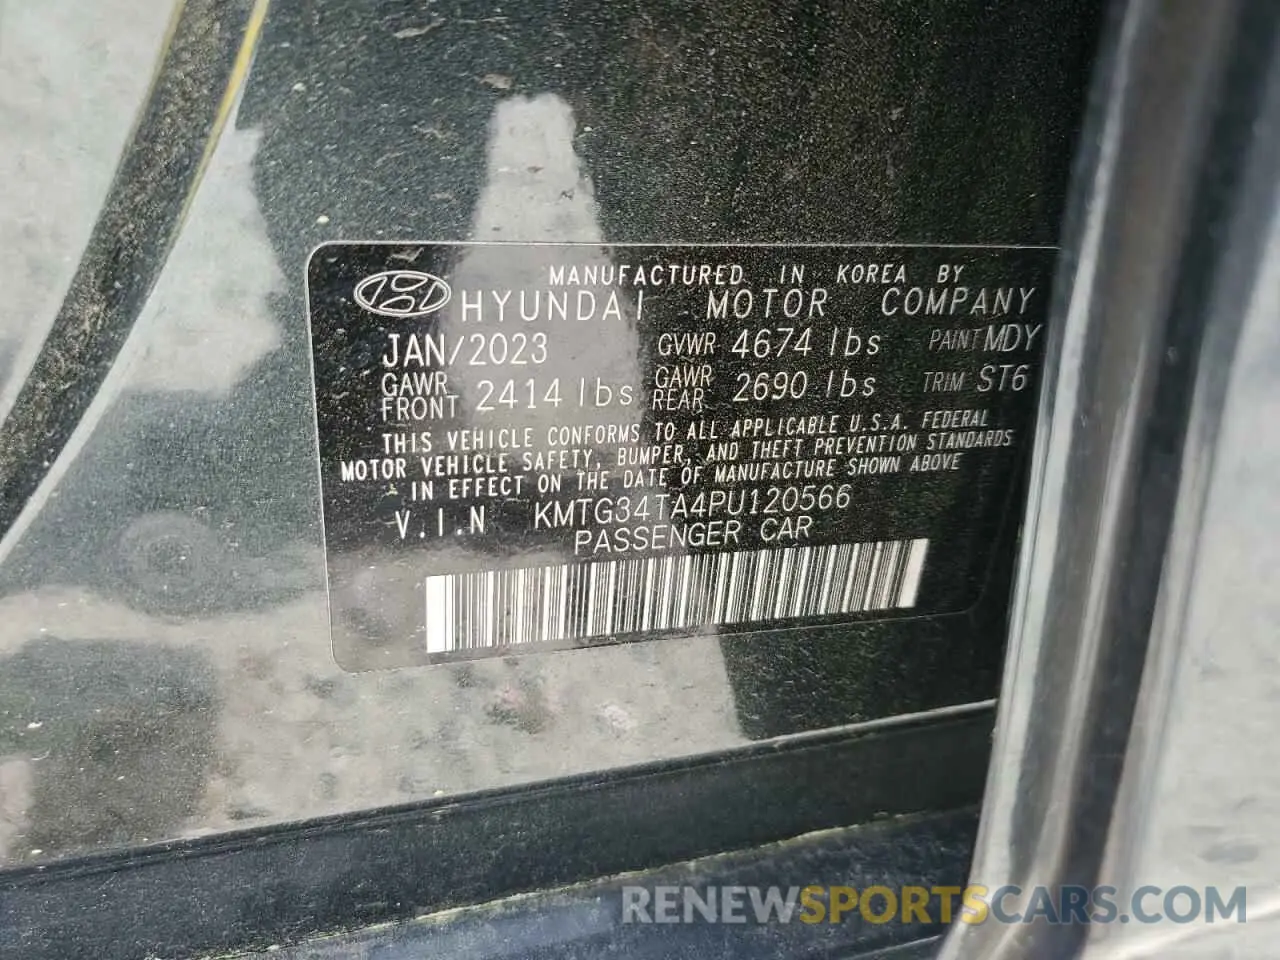 MANUFACTURED IN KOREA BY
HYUNDAI MOTOR COMPANY
JAN/2023 GVWR 4674 lbs PAINT MDY
GAWR FRONT 2414 lbs GAWR REAR 2690 lbs TRIM ST6
THIS VEHICLE CONFORMS TO ALL APPLICABLE U.S.A. FEDERAL
MOTOR VEHICLE SAFETY, BUMPER, AND THEFT PREVENTION STANDARDS
IN EFFECT ON THE DATE OF MANUFACTURE SHOWN ABOVE
V.I.N KMTG34TA4PU120566
PASSENGER CAR
RENEWSPORTSCARS.COM